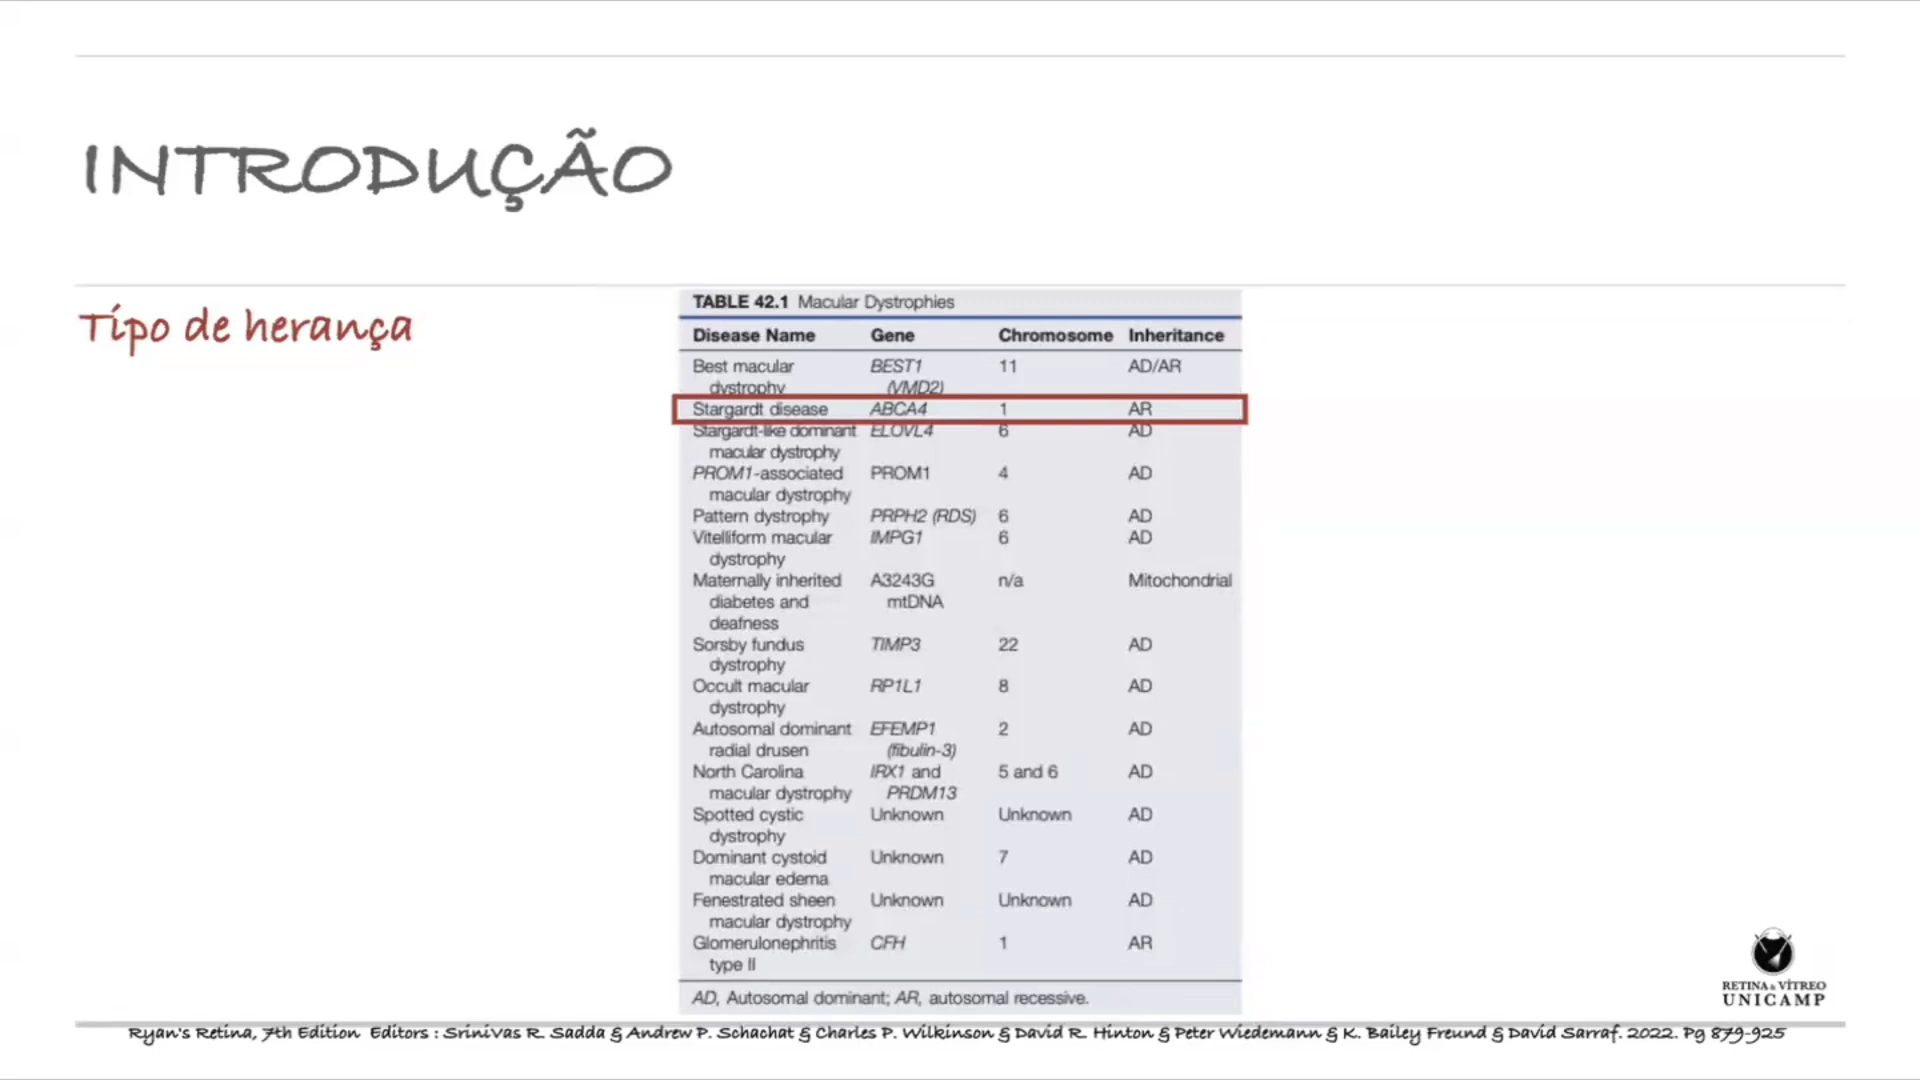 INTRODUÇÃO
Tipo de herança
TABLE 42.1 Macular Dystrophies
Disease Name Gene Chromosome Inheritance
Best macular BEST1 11 AD/AR
dystrophy (VMD2)
Stargardt disease ABCA4 1 AR
Stargardt-like dominant ELOVL4 6 AD
macular dystrophy
PROM1-associated PROM1 4 AD
macular dystrophy
Pattern dystrophy PRPH2 (RDS) 6 AD
Vitelliform macular IMPG1 6 AD
dystrophy
Maternally inherited A3243G n/a Mitochondrial
diabetes and mtDNA
deafness
Sorsby fundus TIMP3 22 AD
dystrophy
Occult macular RP1L1 8 AD
dystrophy
Autosomal dominant EFEMP1 2 AD
radial drusen (fibulin-3)
North Carolina IRX1 and 5 and 6 AD
macular dystrophy PRDM13
Spotted cystic Unknown Unknown AD
dystrophy
Dominant cystoid Unknown 7 AD
macular edema
Fenestrated sheen Unknown Unknown AD
macular dystrophy
Glomerulonephritis CFH 1 AR
type II
AD, Autosomal dominant; AR, autosomal recessive.
RETINA & VÍTREO
UNICAMP
Ryan's Retina, 7th Edition Editors : SriniVas R. Sadda & Andrew P. Schachat & Charles P. Wilkinson & David R. Hinton & Peter Wiedemann & K. Bailey Freund & David Sarraf. 2022. Pg 879-925